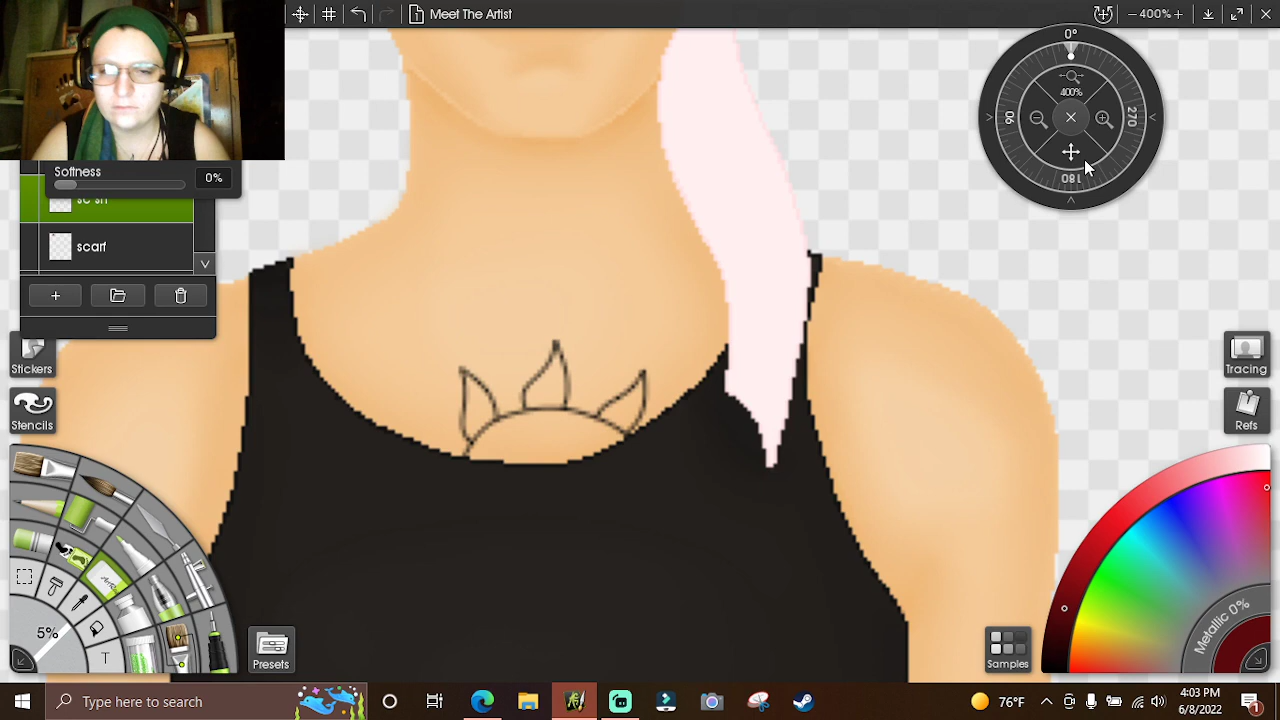 Meet The Artist
400%
0°
400%
90
270
180
Softness
0%
scarf
Stickers
Stencils
Tracing
Refs
5%
T
Presets
Samples
Metallic 0%
Type here to search
76°F
4:03 PM
6/8/2022
1